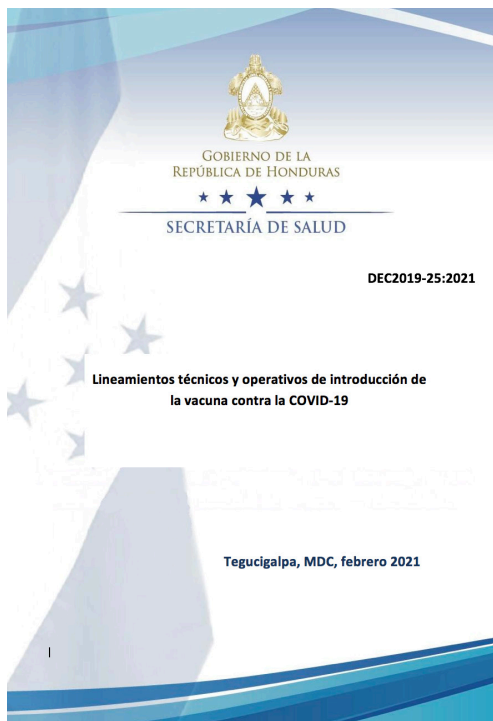 GOBIERNO DE LA
REPÚBLICA DE HONDURAS
SECRETARÍA DE SALUD
DEC2019-25:2021
Lineamientos técnicos y operativos de introducción de
la vacuna contra la COVID-19
Tegucigalpa, MDC, febrero 2021